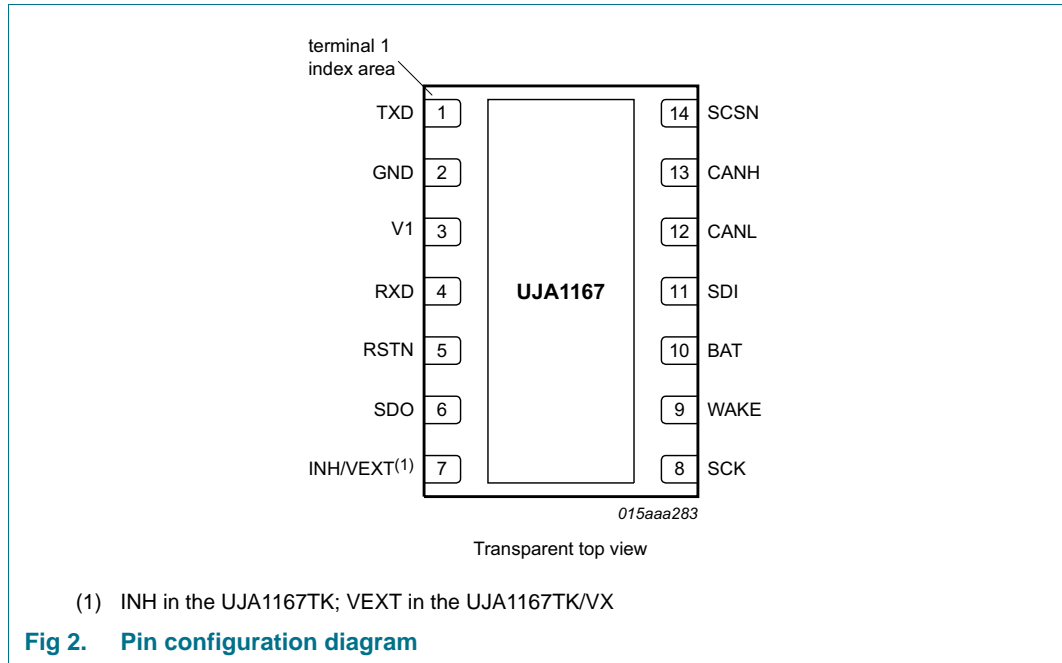 terminal 1
index area
TXD 1
GND 2
V1 3
RXD 4
RSTN 5
SDO 6
INH/VEXT(1) 7
UJA1167
14 SCSN
13 CANH
12 CANL
11 SDI
10 BAT
9 WAKE
8 SCK
015aaa283
Transparent top view
(1) INH in the UJA1167TK; VEXT in the UJA1167TK/VX
Fig 2. Pin configuration diagram